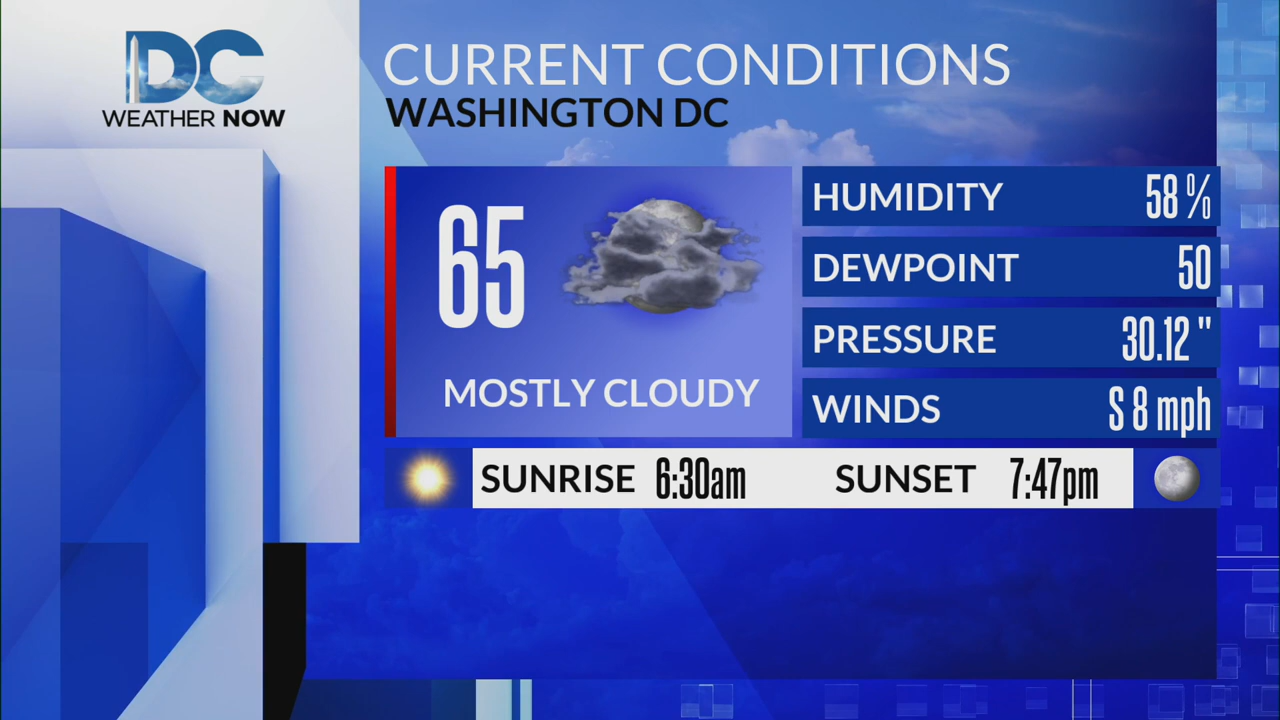 DC
WEATHER NOW
CURRENT CONDITIONS
WASHINGTON DC
65
MOSTLY CLOUDY
HUMIDITY 58 %
DEWPOINT 50
PRESSURE 30.12 "
WINDS S 8 mph
SUNRISE 6:30am SUNSET 7:47pm